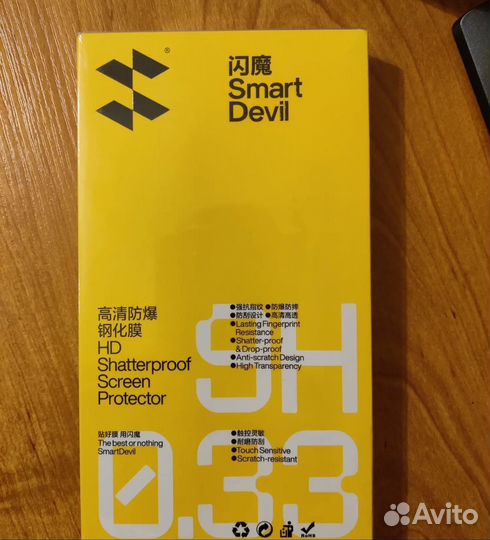 ®
闪魔
Smart
Devil
高清防爆
钢化膜
HD
Shatterproof
Screen
Protector
9H
●强抗指纹 ●防爆防摔
●防刮设计 ●高清高透
●Lasting Fingerprint
Resistance
●Shatter-proof
& Drop-proof
●Anti-scratch Design
●High Transparency
贴好膜 用闪魔
The best or nothing
SmartDevil
●触控灵敏
●耐磨防刮
●Touch Sensitive
●Scratch-resistant
0.33
RoHS
Avito